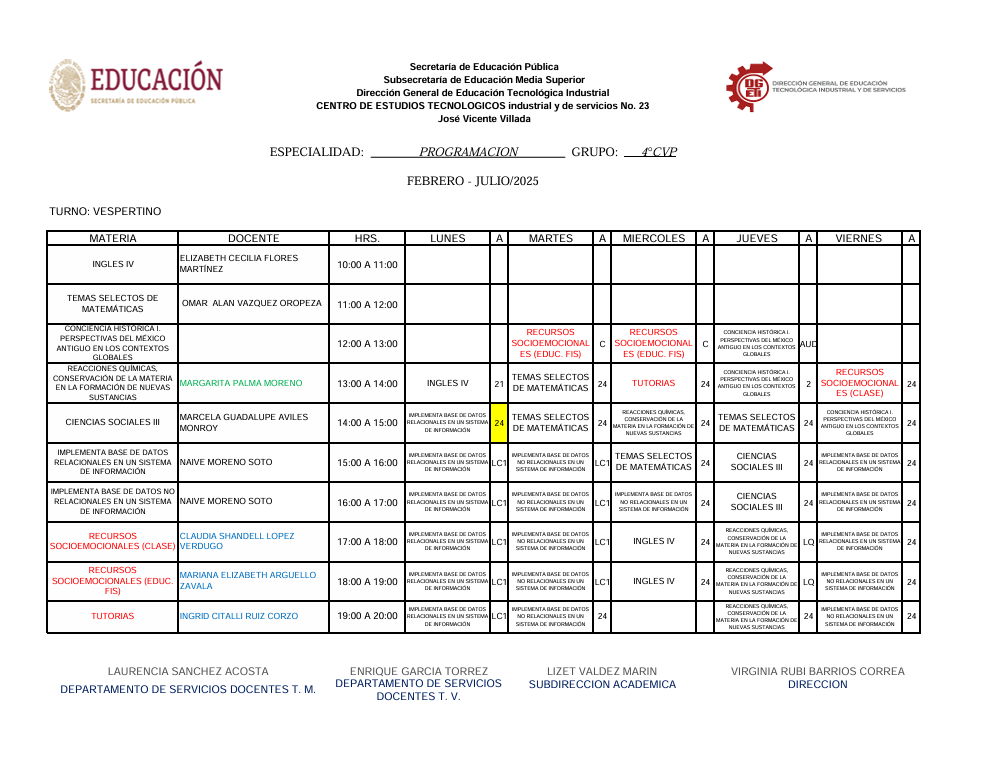 EDUCACIÓN
SECRETARÍA DE EDUCACIÓN PÚBLICA
Secretaría de Educación Pública
Subsecretaría de Educación Media Superior
Dirección General de Educación Tecnológica Industrial
CENTRO DE ESTUDIOS TECNOLOGICOS industrial y de servicios No. 23
José Vicente Villada
DGETI
DIRECCIÓN GENERAL DE EDUCACIÓN
TECNOLÓGICA INDUSTRIAL Y DE SERVICIOS
ESPECIALIDAD: PROGRAMACION GRUPO: 4°CVP
FEBRERO - JULIO/2025
TURNO: VESPERTINO
MATERIA DOCENTE HRS. LUNES A MARTES A MIERCOLES A JUEVES A VIERNES A
INGLES IV
ELIZABETH CECILIA FLORES
MARTÍNEZ
10:00 A 11:00
TEMAS SELECTOS DE
MATEMÁTICAS
OMAR ALAN VAZQUEZ OROPEZA
11:00 A 12:00
CONCIENCIA HISTÓRICA I.
PERSPECTIVAS DEL MÉXICO
ANTIGUO EN LOS CONTEXTOS
GLOBALES
12:00 A 13:00
RECURSOS
SOCIOEMOCIONAL
ES (EDUC. FIS)
C
RECURSOS
SOCIOEMOCIONAL
ES (EDUC. FIS)
C
CONCIENCIA HISTÓRICA I.
PERSPECTIVAS DEL MÉXICO
ANTIGUO EN LOS CONTEXTOS
GLOBALES
AUD
REACCIONES QUÍMICAS,
CONSERVACIÓN DE LA MATERIA
EN LA FORMACIÓN DE NUEVAS
SUSTANCIAS
MARGARITA PALMA MORENO
13:00 A 14:00
INGLES IV
21
TEMAS SELECTOS
DE MATEMÁTICAS
24
TUTORIAS
24
CONCIENCIA HISTÓRICA I.
PERSPECTIVAS DEL MÉXICO
ANTIGUO EN LOS CONTEXTOS
GLOBALES
2
RECURSOS
SOCIOEMOCIONAL
ES (CLASE)
24
CIENCIAS SOCIALES III
MARCELA GUADALUPE AVILES
MONROY
14:00 A 15:00
IMPLEMENTA BASE DE DATOS
RELACIONALES EN UN SISTEMA
DE INFORMACIÓN
24
TEMAS SELECTOS
DE MATEMÁTICAS
24
REACCIONES QUÍMICAS,
CONSERVACIÓN DE LA
MATERIA EN LA FORMACIÓN DE
NUEVAS SUSTANCIAS
24
TEMAS SELECTOS
DE MATEMÁTICAS
24
CONCIENCIA HISTÓRICA I.
PERSPECTIVAS DEL MÉXICO
ANTIGUO EN LOS CONTEXTOS
GLOBALES
24
IMPLEMENTA BASE DE DATOS
RELACIONALES EN UN SISTEMA
DE INFORMACIÓN
NAIVE MORENO SOTO
15:00 A 16:00
IMPLEMENTA BASE DE DATOS
RELACIONALES EN UN SISTEMA
DE INFORMACIÓN
LC1
IMPLEMENTA BASE DE DATOS
NO RELACIONALES EN UN
SISTEMA DE INFORMACIÓN
LC1
TEMAS SELECTOS
DE MATEMÁTICAS
24
CIENCIAS
SOCIALES III
24
IMPLEMENTA BASE DE DATOS
RELACIONALES EN UN SISTEMA
DE INFORMACIÓN
24
IMPLEMENTA BASE DE DATOS NO
RELACIONALES EN UN SISTEMA
DE INFORMACIÓN
NAIVE MORENO SOTO
16:00 A 17:00
IMPLEMENTA BASE DE DATOS
RELACIONALES EN UN SISTEMA
DE INFORMACIÓN
LC1
IMPLEMENTA BASE DE DATOS
NO RELACIONALES EN UN
SISTEMA DE INFORMACIÓN
LC1
IMPLEMENTA BASE DE DATOS
NO RELACIONALES EN UN
SISTEMA DE INFORMACIÓN
24
CIENCIAS
SOCIALES III
24
IMPLEMENTA BASE DE DATOS
RELACIONALES EN UN SISTEMA
DE INFORMACIÓN
24
RECURSOS
SOCIOEMOCIONALES (CLASE)
CLAUDIA SHANDELL LOPEZ
VERDUGO
17:00 A 18:00
IMPLEMENTA BASE DE DATOS
RELACIONALES EN UN SISTEMA
DE INFORMACIÓN
LC1
IMPLEMENTA BASE DE DATOS
NO RELACIONALES EN UN
SISTEMA DE INFORMACIÓN
LC1
INGLES IV
24
REACCIONES QUÍMICAS,
CONSERVACIÓN DE LA
MATERIA EN LA FORMACIÓN DE
NUEVAS SUSTANCIAS
LQ
IMPLEMENTA BASE DE DATOS
RELACIONALES EN UN SISTEMA
DE INFORMACIÓN
24
RECURSOS
SOCIOEMOCIONALES (EDUC.
FIS)
MARIANA ELIZABETH ARGUELLO
ZAVALA
18:00 A 19:00
IMPLEMENTA BASE DE DATOS
RELACIONALES EN UN SISTEMA
DE INFORMACIÓN
LC1
IMPLEMENTA BASE DE DATOS
NO RELACIONALES EN UN
SISTEMA DE INFORMACIÓN
LC1
INGLES IV
24
REACCIONES QUÍMICAS,
CONSERVACIÓN DE LA
MATERIA EN LA FORMACIÓN DE
NUEVAS SUSTANCIAS
LQ
IMPLEMENTA BASE DE DATOS
NO RELACIONALES EN UN
SISTEMA DE INFORMACIÓN
24
TUTORIAS
INGRID CITALLI RUIZ CORZO
19:00 A 20:00
IMPLEMENTA BASE DE DATOS
RELACIONALES EN UN SISTEMA
DE INFORMACIÓN
LC1
IMPLEMENTA BASE DE DATOS
NO RELACIONALES EN UN
SISTEMA DE INFORMACIÓN
24
REACCIONES QUÍMICAS,
CONSERVACIÓN DE LA
MATERIA EN LA FORMACIÓN DE
NUEVAS SUSTANCIAS
24
IMPLEMENTA BASE DE DATOS
NO RELACIONALES EN UN
SISTEMA DE INFORMACIÓN
24
LAURENCIA SANCHEZ ACOSTA
DEPARTAMENTO DE SERVICIOS DOCENTES T. M.
ENRIQUE GARCIA TORREZ
DEPARTAMENTO DE SERVICIOS
DOCENTES T. V.
LIZET VALDEZ MARIN
SUBDIRECCION ACADEMICA
VIRGINIA RUBI BARRIOS CORREA
DIRECCION